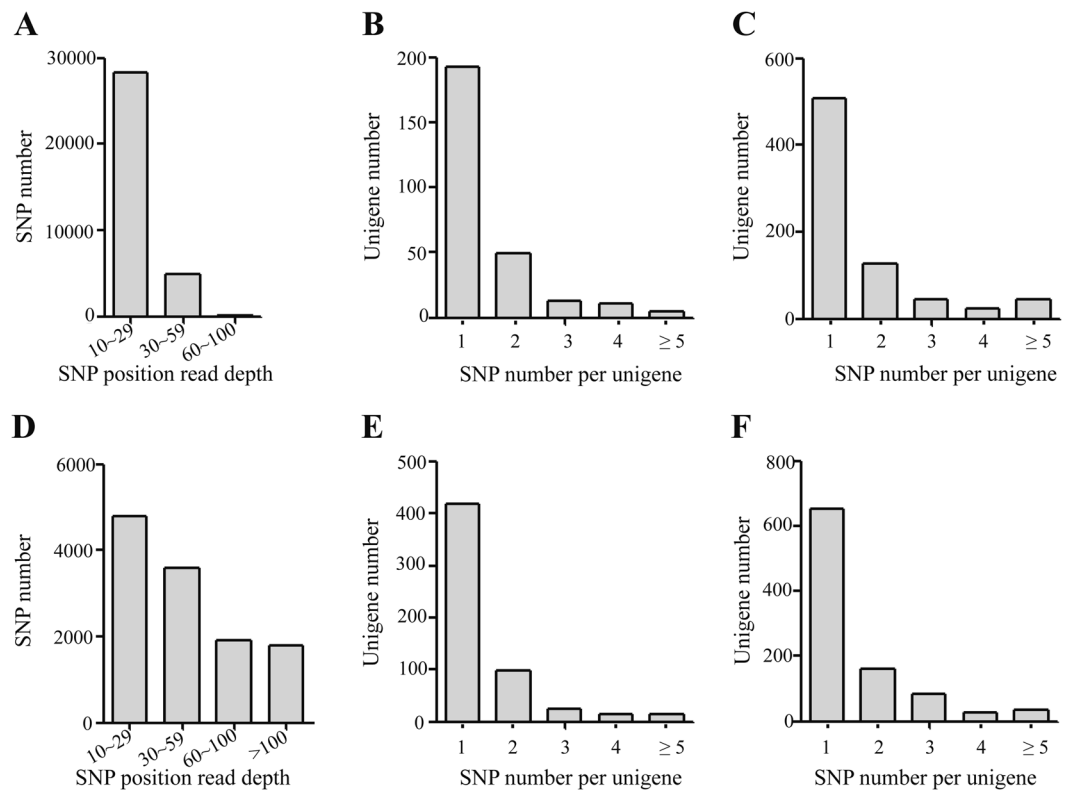 A
30000
20000
10000
0
SNP number
10~29
30~59
60~100
SNP position read depth
B
200
150
100
50
0
Unigene number
1 2 3 4 ≥ 5
SNP number per unigene
C
600
400
200
0
Unigene number
1 2 3 4 ≥ 5
SNP number per unigene
D
6000
4000
2000
0
SNP number
10~29
30~59
60~100
>100
SNP position read depth
E
500
400
300
200
100
0
Unigene number
1 2 3 4 ≥ 5
SNP number per unigene
F
800
600
400
200
0
Unigene number
1 2 3 4 ≥ 5
SNP number per unigene